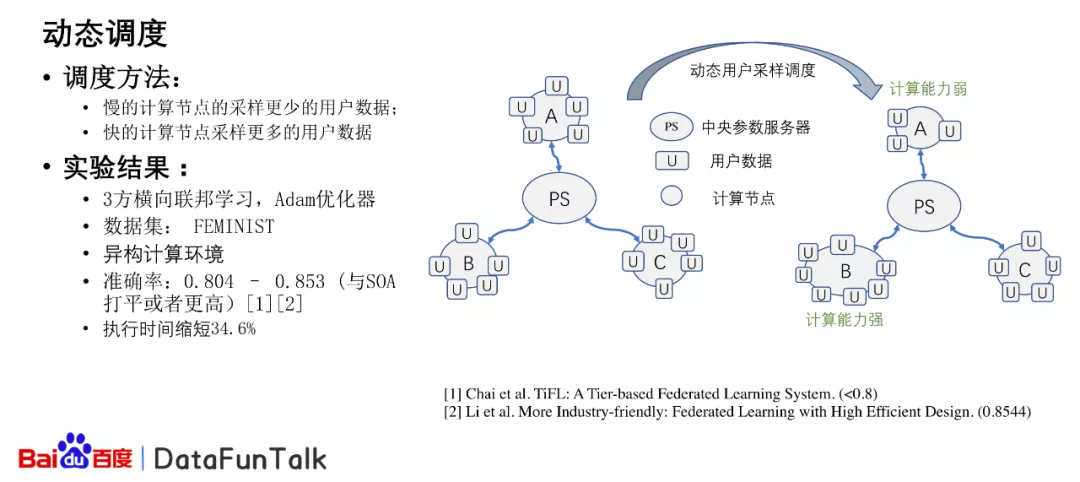 动态调度
• 调度方法：
• 慢的计算节点的采样更少的用户数据；
• 快的计算节点采样更多的用户数据
• 实验结果：
• 3方横向联邦学习，Adam优化器
• 数据集： FEMINIST
• 异构计算环境
• 准确率：0.804 – 0.853（与SOA
打平或者更高）[1][2]
• 执行时间缩短34.6%
U
U
U
A
U
U
PS
U
U
B
U
U
U
U
U
U
C
U
U
动态用户采样调度
PS 中央参数服务器
U 用户数据
计算节点
计算能力弱
U
A
U
U
PS
U
U
U
U
B
U
U
U
U
计算能力强
U
U
U
C
U
U
[1] Chai et al. TiFL: A Tier-based Federated Learning System. (<0.8)
[2] Li et al. More Industry-friendly: Federated Learning with High Efficient Design. (0.8544)
Bai du 百度 | DataFunTalk